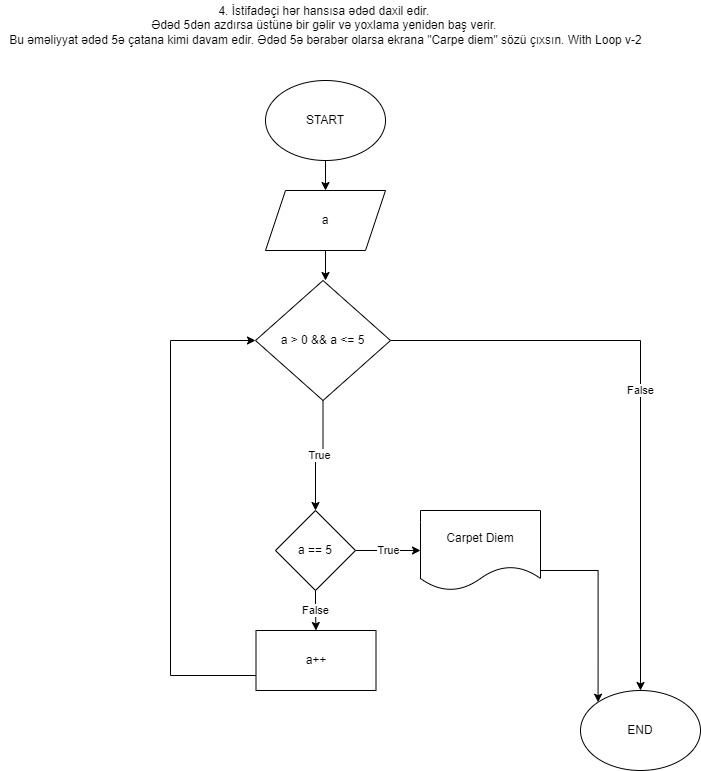 4. İstifadəçi hər hansısa ədəd daxil edir.
Ədəd 5dən azdırsa üstünə bir gəlir və yoxlama yenidən baş verir.
Bu əməliyyat ədəd 5ə çatana kimi davam edir. Ədəd 5ə bərabər olarsa ekrana "Carpe diem" sözü çıxsın. With Loop v-2
START
a
a > 0 && a <= 5
False
True
a == 5
True
Carpet Diem
False
a++
END